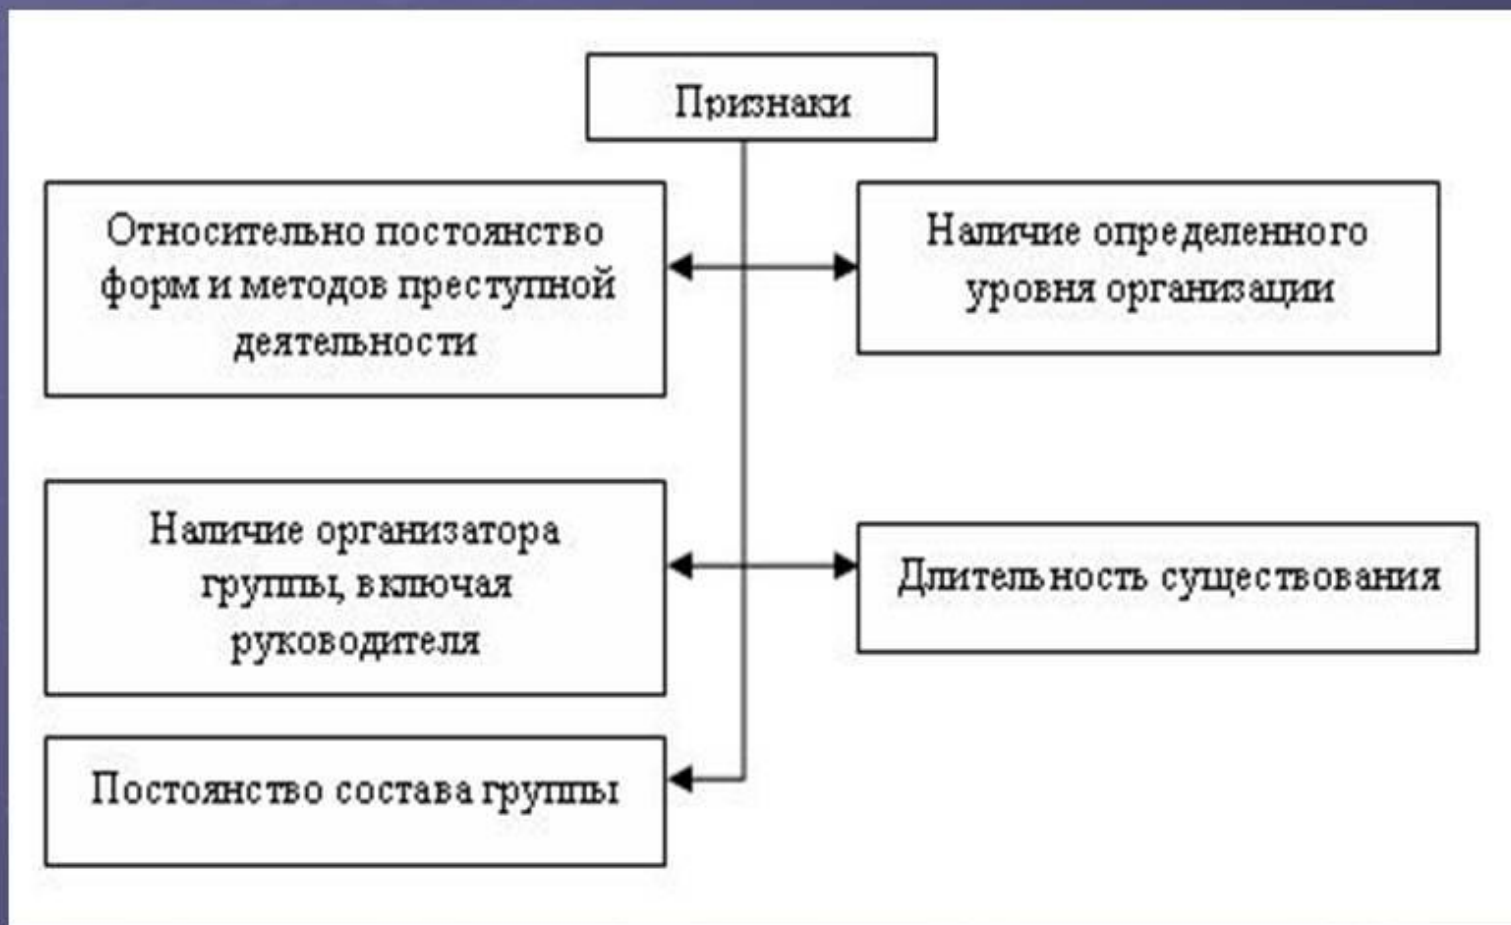 Признаки
Относительно постоянство
форм и методов преступной
деятельности
Наличие определенного
уровня организации
Наличие организатора
группы, включая
руководителя
Длительность существования
Постоянство состава группы